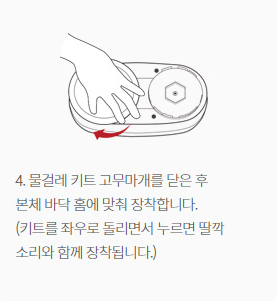 4. 물걸레 키트 고무마개를 닫은 후
본체 바닥 홈에 맞춰 장착합니다.
(키트를 좌우로 돌리면서 누르면 딸깍
소리와 함께 장착됩니다.)